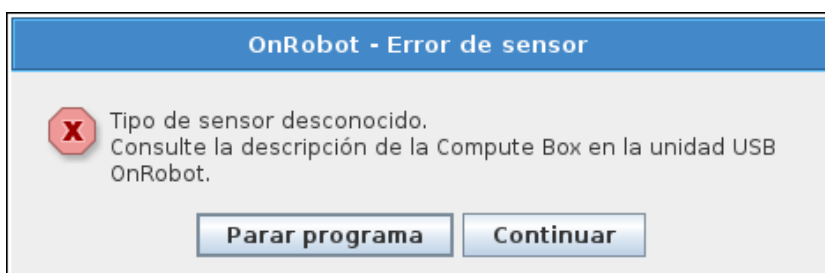 OnRobot - Error de sensor
Tipo de sensor desconocido.
Consulte la descripción de la Compute Box en la unidad USB
OnRobot.
Parar programa
Continuar